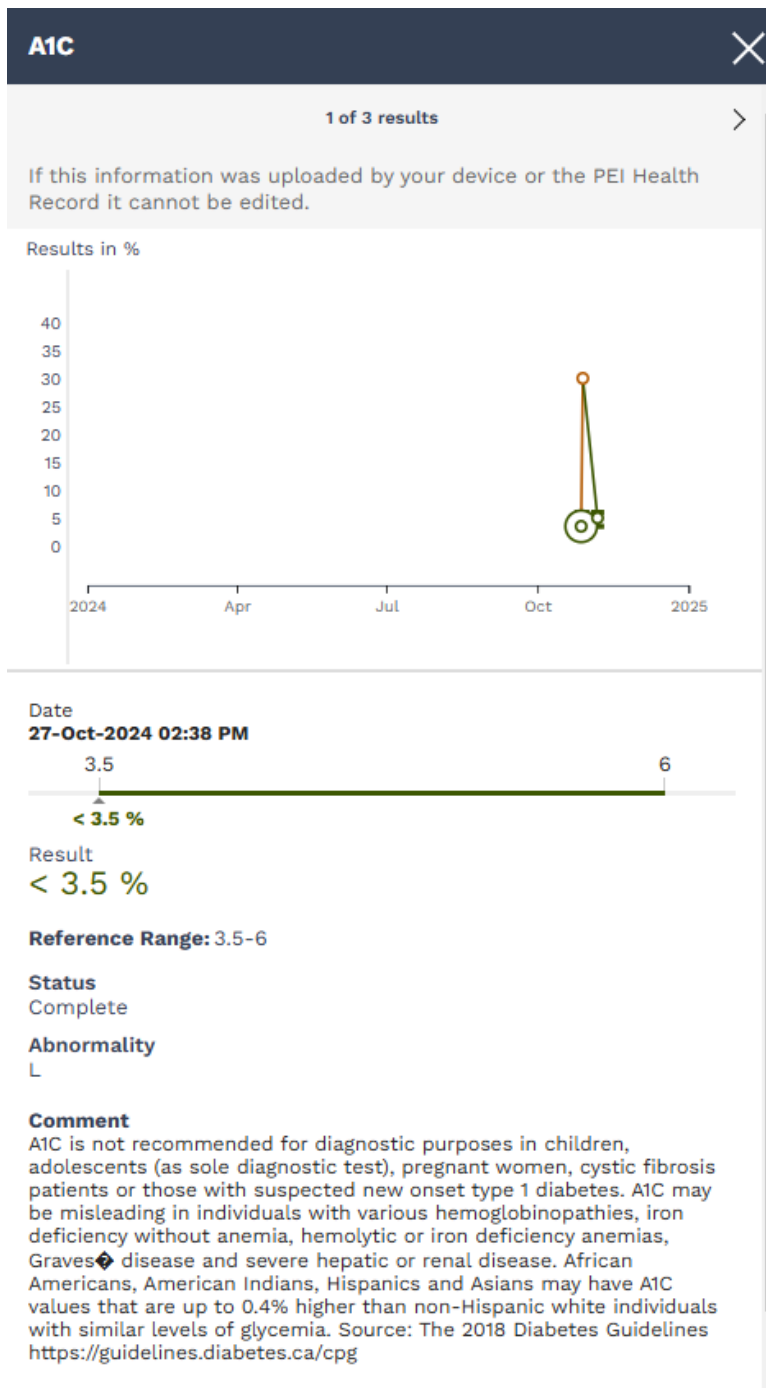 A1C
1 of 3 results
If this information was uploaded by your device or the PEI Health
Record it cannot be edited.
Results in %
40
35
30
25
20
15
10
5
0
2024 Apr Jul Oct 2025
Date
27-Oct-2024 02:38 PM
3.5 6
< 3.5 %
Result
< 3.5 %
Reference Range: 3.5-6
Status
Complete
Abnormality
L
Comment
A1C is not recommended for diagnostic purposes in children,
adolescents (as sole diagnostic test), pregnant women, cystic fibrosis
patients or those with suspected new onset type 1 diabetes. A1C may
be misleading in individuals with various hemoglobinopathies, iron
deficiency without anemia, hemolytic or iron deficiency anemias,
Graves� disease and severe hepatic or renal disease. African
Americans, American Indians, Hispanics and Asians may have A1C
values that are up to 0.4% higher than non-Hispanic white individuals
with similar levels of glycemia. Source: The 2018 Diabetes Guidelines
https://guidelines.diabetes.ca/cpg